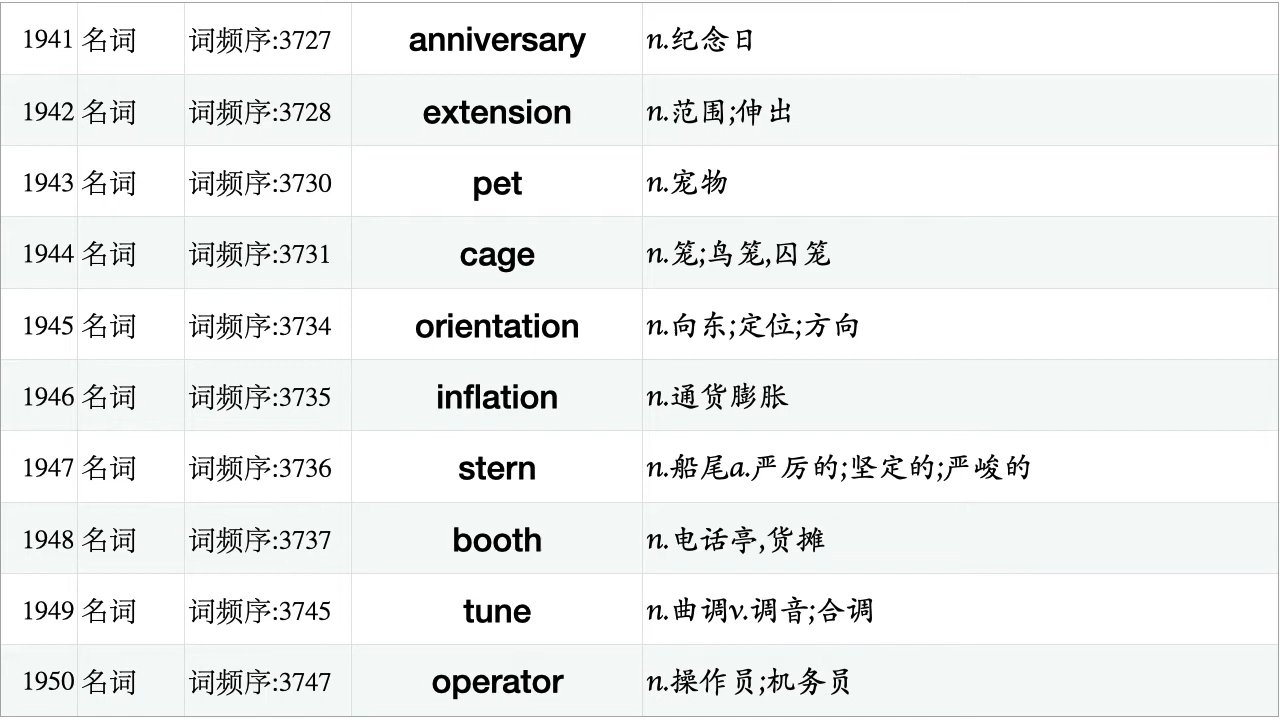 1941 名词 词频序:3727 anniversary n.纪念日
1942 名词 词频序:3728 extension n.范围;伸出
1943 名词 词频序:3730 pet n.宠物
1944 名词 词频序:3731 cage n.笼;鸟笼,囚笼
1945 名词 词频序:3734 orientation n.向东;定位;方向
1946 名词 词频序:3735 inflation n.通货膨胀
1947 名词 词频序:3736 stern n.船尾a.严厉的;坚定的;严峻的
1948 名词 词频序:3737 booth n.电话亭,货摊
1949 名词 词频序:3745 tune n.曲调v.调音;合调
1950 名词 词频序:3747 operator n.操作员;机务员